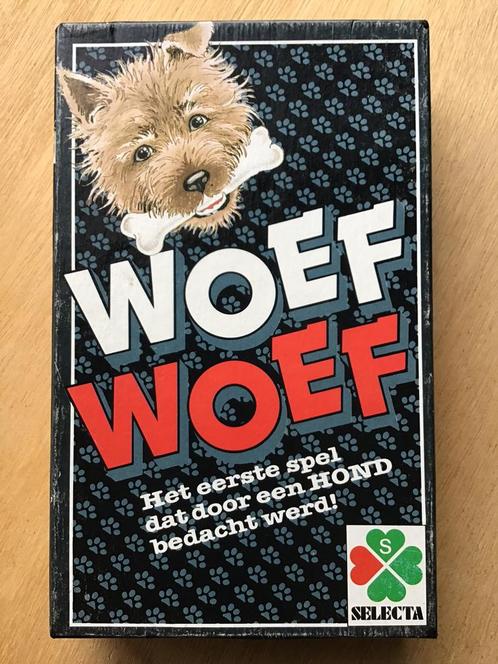 WOEF
WOEF
Het eerste spel
dat door een HOND
bedacht werd!
S
SELECTA